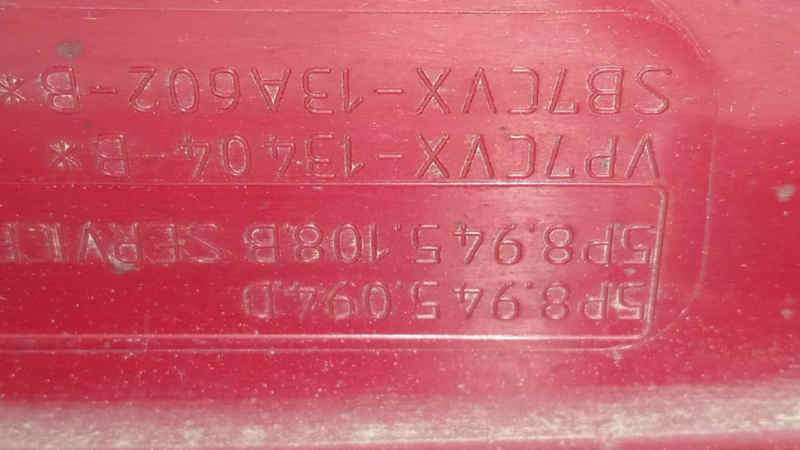 5P8.945.094.D
5P8.945.108.B SERVICE
VP7CVX-13404-B*
SB7CVX-13A602-B*